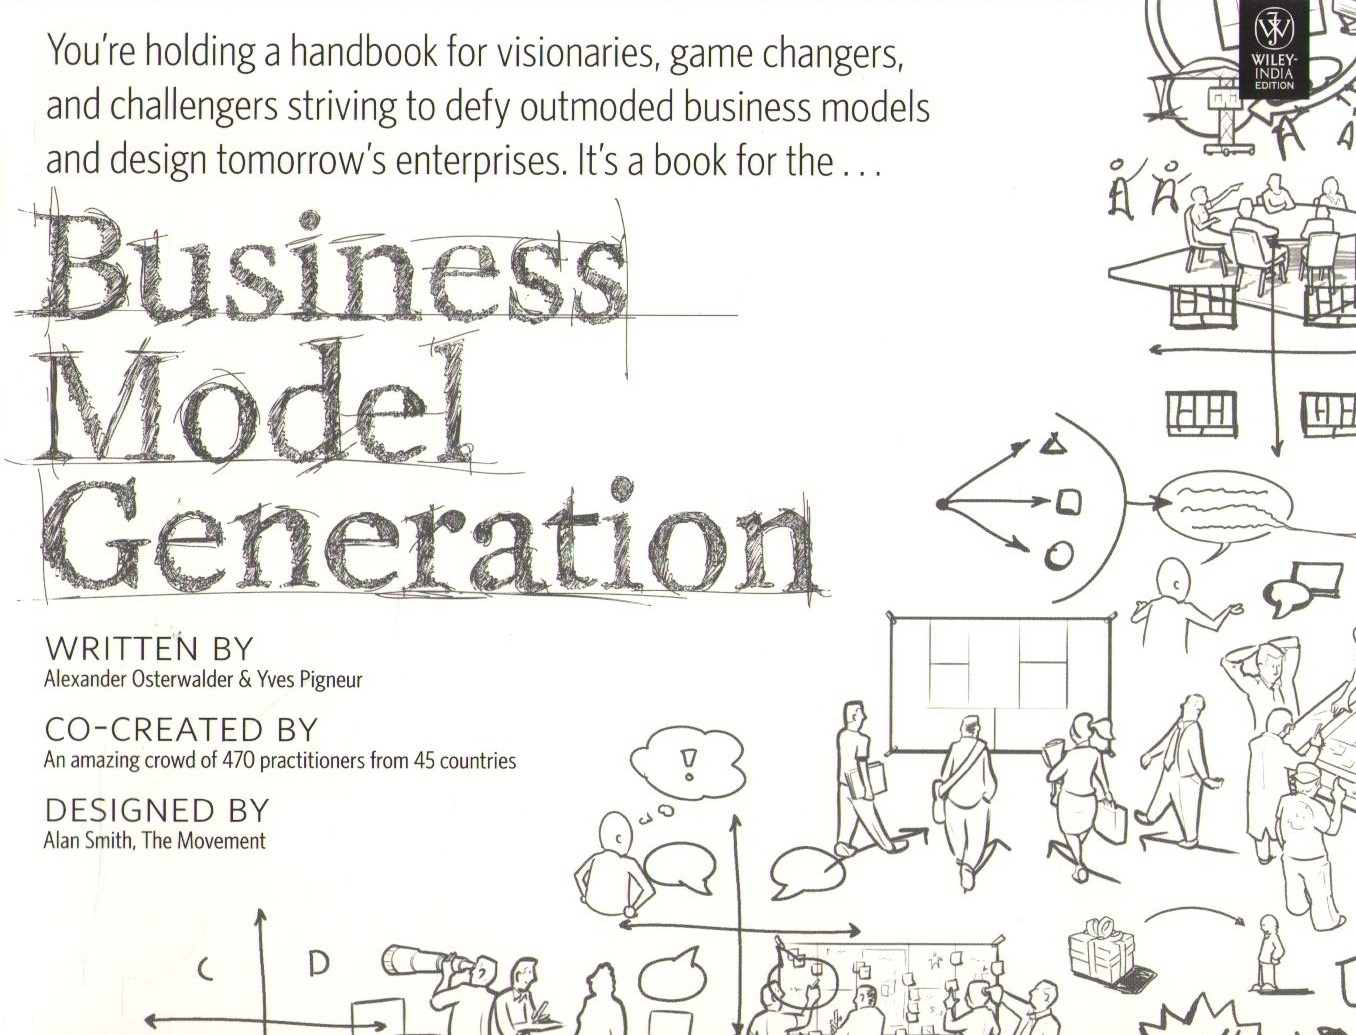 You're holding a handbook for visionaries, game changers,
and challengers striving to defy outmoded business models
and design tomorrow's enterprises. It's a book for the ...
WILEY-
INDIA
EDITION
Business
Model
Generation
WRITTEN BY
Alexander Osterwalder & Yves Pigneur
CO-CREATED BY
An amazing crowd of 470 practitioners from 45 countries
DESIGNED BY
Alan Smith, The Movement
!
C D